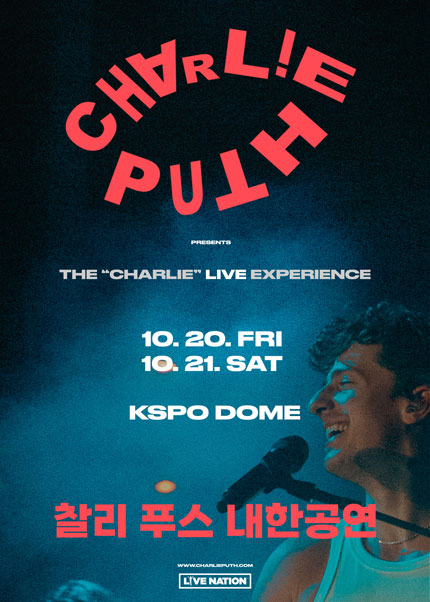 CHARL!E
PUTH
PRESENTS
THE “CHARLIE” LIVE EXPERIENCE
10. 20. FRI
10. 21. SAT
KSPO DOME
찰리 푸스 내한공연
WWW.CHARLIEPUTH.COM
L!VE NATION